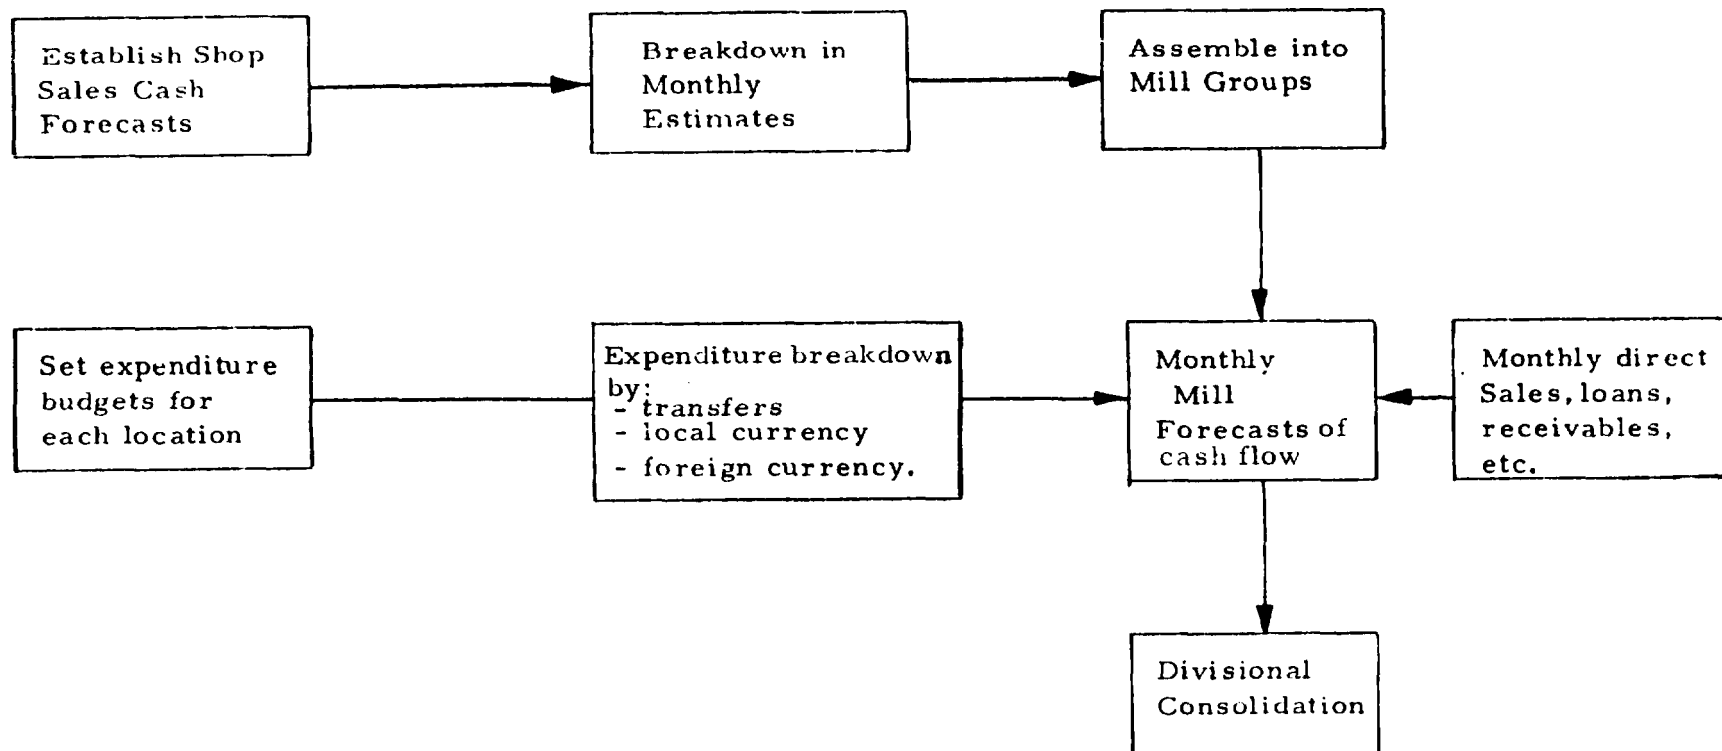 Establish Shop
Sales Cash
Forecasts
Breakdown in
Monthly
Estimates
Assemble into
Mill Groups
Set expenditure
budgets for
each location
Expenditure breakdown
by:
- transfers
- local currency
- foreign currency.
Monthly
Mill
Forecasts of
cash flow
Monthly direct
Sales, loans,
receivables,
etc.
Divisional
Consolidation